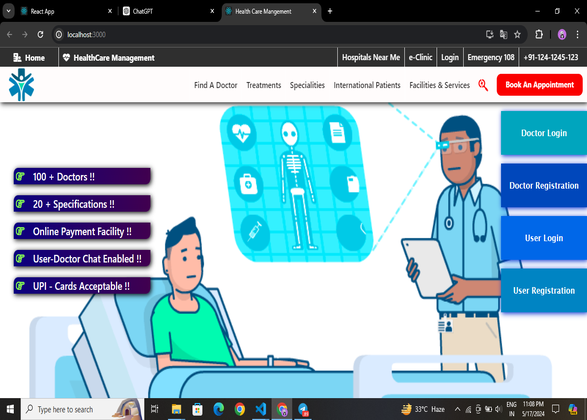 React App
ChatGPT
Health Care Mangement
localhost:3000
Home
HealthCare Management
Hospitals Near Me
e-Clinic
Login
Emergency 108
+91-124-1245-123
Find A Doctor
Treatments
Specialities
International Patients
Facilities & Services
Book An Appointment
100 + Doctors !!
20 + Specifications !!
Online Payment Facility !!
User-Doctor Chat Enabled !!
UPI - Cards Acceptable !!
Doctor Login
Doctor Registration
User Login
User Registration
Type here to search
33°C Haze
ENG
IN
11:08 PM
5/17/2024